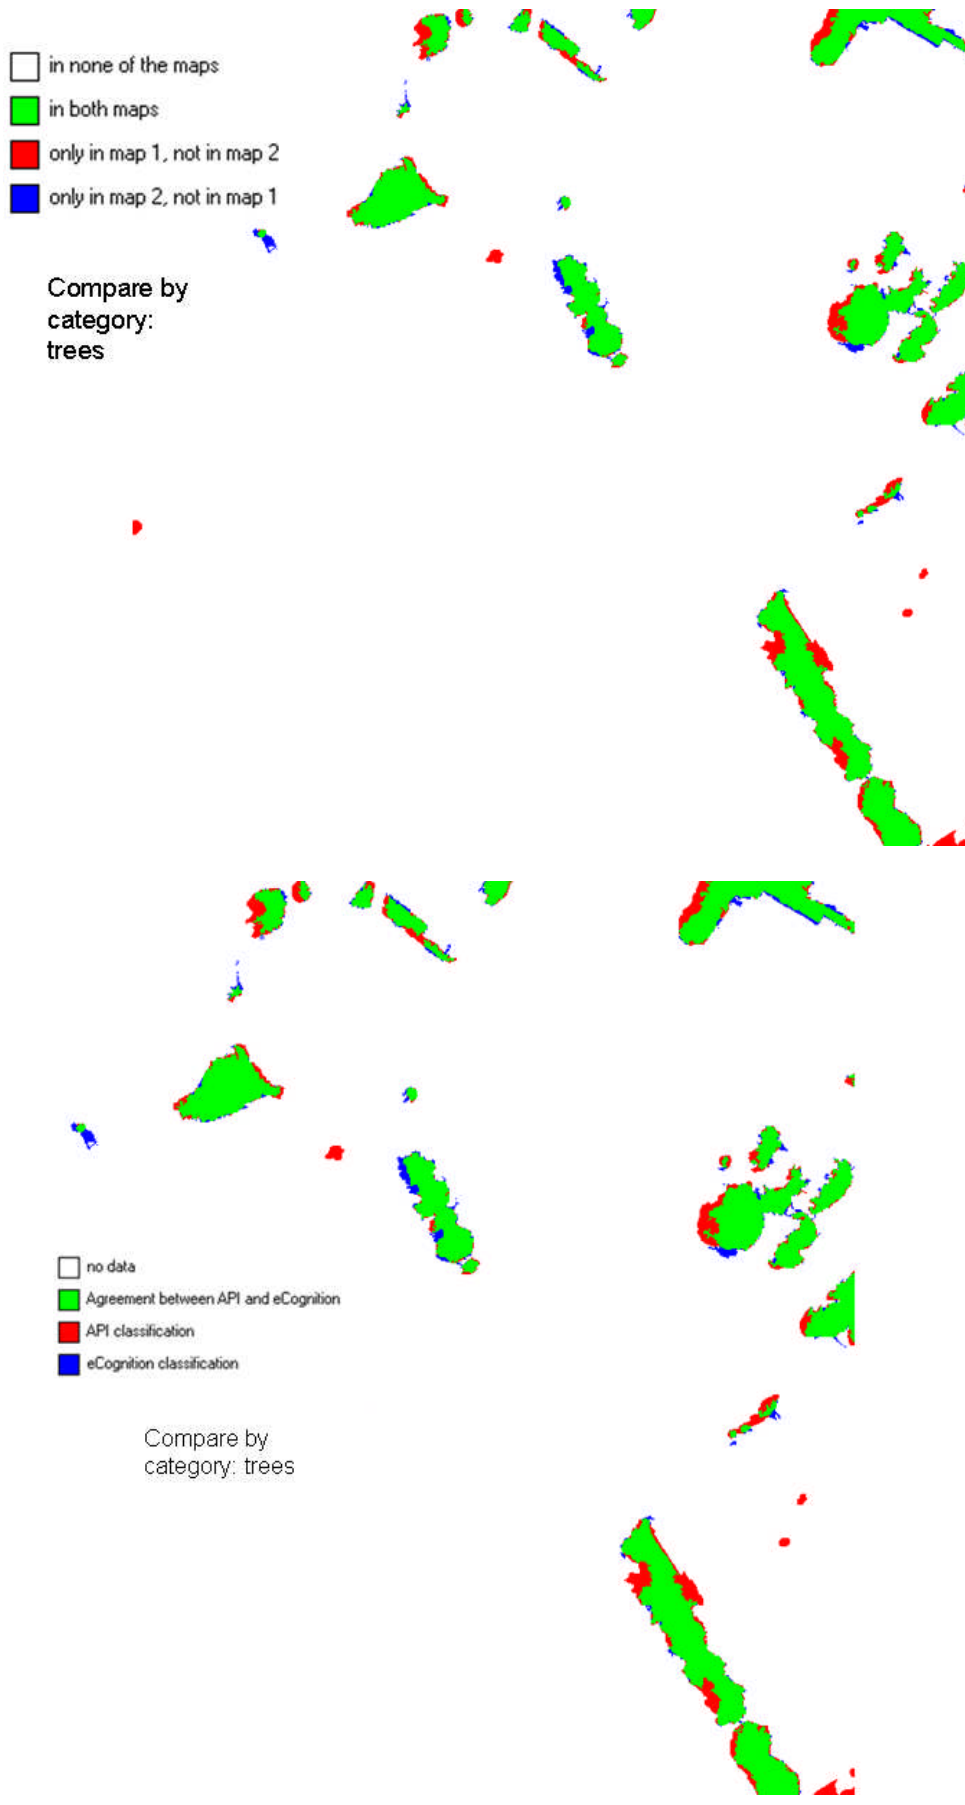 in none of the maps
in both maps
only in map 1, not in map 2
only in map 2, not in map 1
Compare by
category:
trees
no data
Agreement between API and eCognition
API classification
eCognition classification
Compare by
category: trees